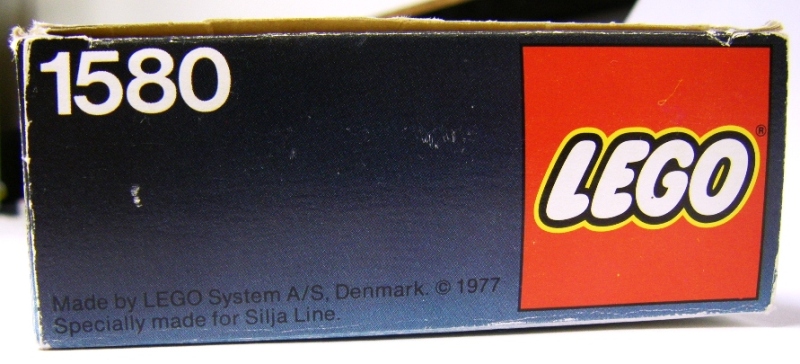 1580
LEGO®
Made by LEGO System A/S, Denmark. © 1977
Specially made for Silja Line.